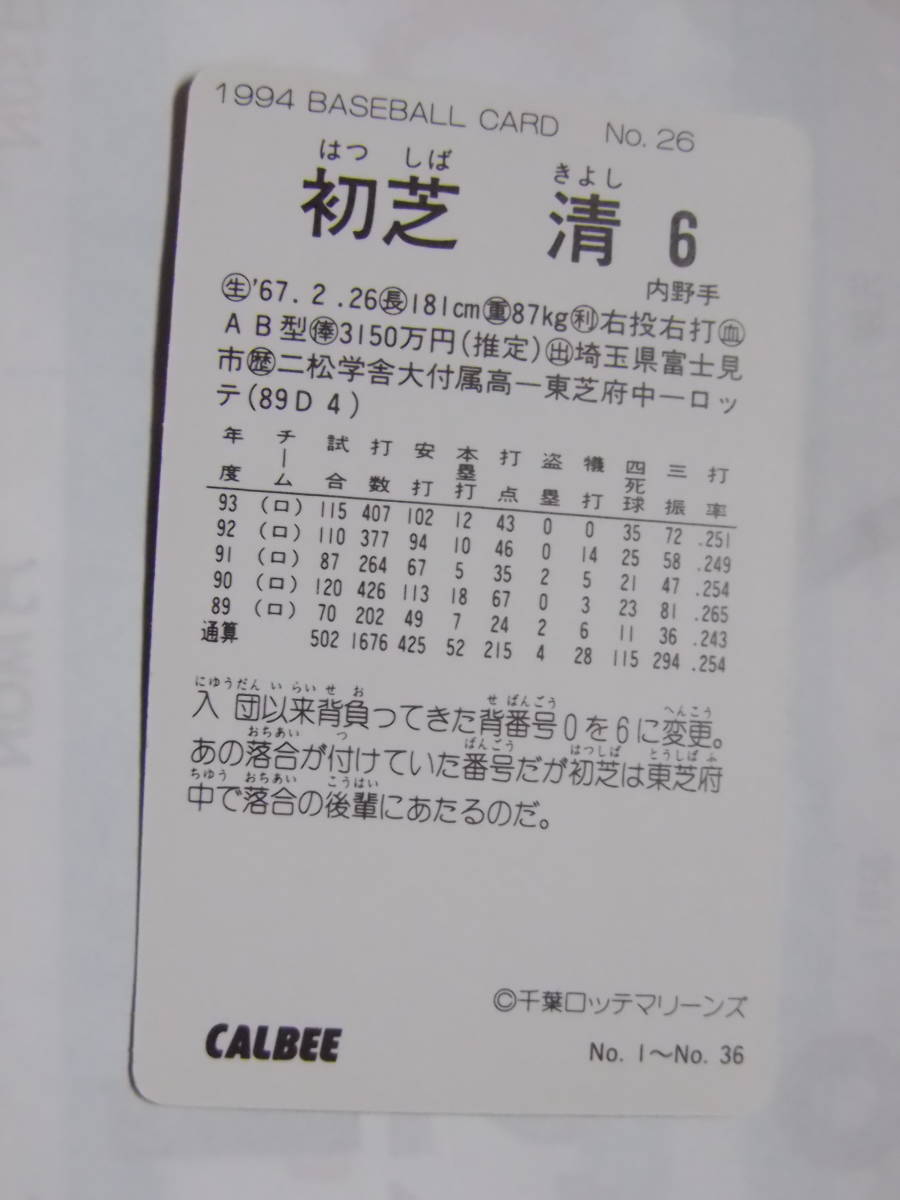 1994 BASEBALL CARD No. 26
はつ しば きよし
初芝 清 6
内野手
生'67. 2. 26長181cm重87kg利右投右打血
AB型俸3150万円(推定)出埼玉県富士見
市歴二松学舎大付属高ー東芝府中ーロッ
テ(89D4)
年度 チーム 試合 打数 安打 本塁打 打点 盗塁 犠打 四死球 三振 打率
93 (ロ) 115 407 102 12 43 0 0 35 72 .251
92 (ロ) 110 377 94 10 46 0 14 25 58 .249
91 (ロ) 87 264 67 5 35 2 5 21 47 .254
90 (ロ) 120 426 113 18 67 0 3 23 81 .265
89 (ロ) 70 202 49 7 24 2 6 11 36 .243
通算 502 1676 425 52 215 4 28 115 294 .254
にゆうだん いらい せ お せ ばんごう へんこう
入団以来背負ってきた背番号0を6に変更。
おちあい つ ばんごう はつしば とうしば ふ
あの落合が付けていた番号だが初芝は東芝府
ちゆう おちあい こうはい
中で落合の後輩にあたるのだ。
©千葉ロッテマリーンズ
CALBEE No. 1〜No. 36